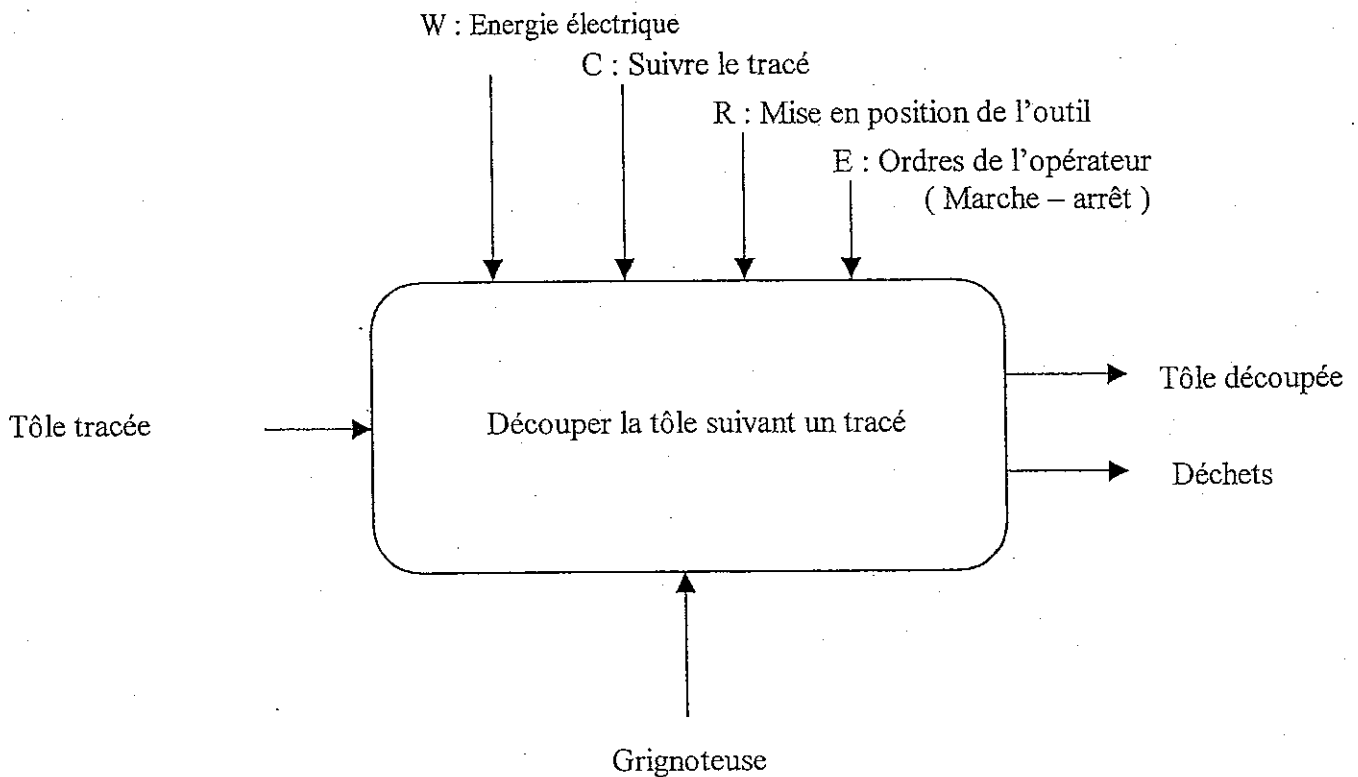 W : Energie électrique
C : Suivre le tracé
R : Mise en position de l'outil
E : Ordres de l'opérateur
( Marche – arrêt )
Tôle tracée
Découper la tôle suivant un tracé
Tôle découpée
Déchets
Grignoteuse